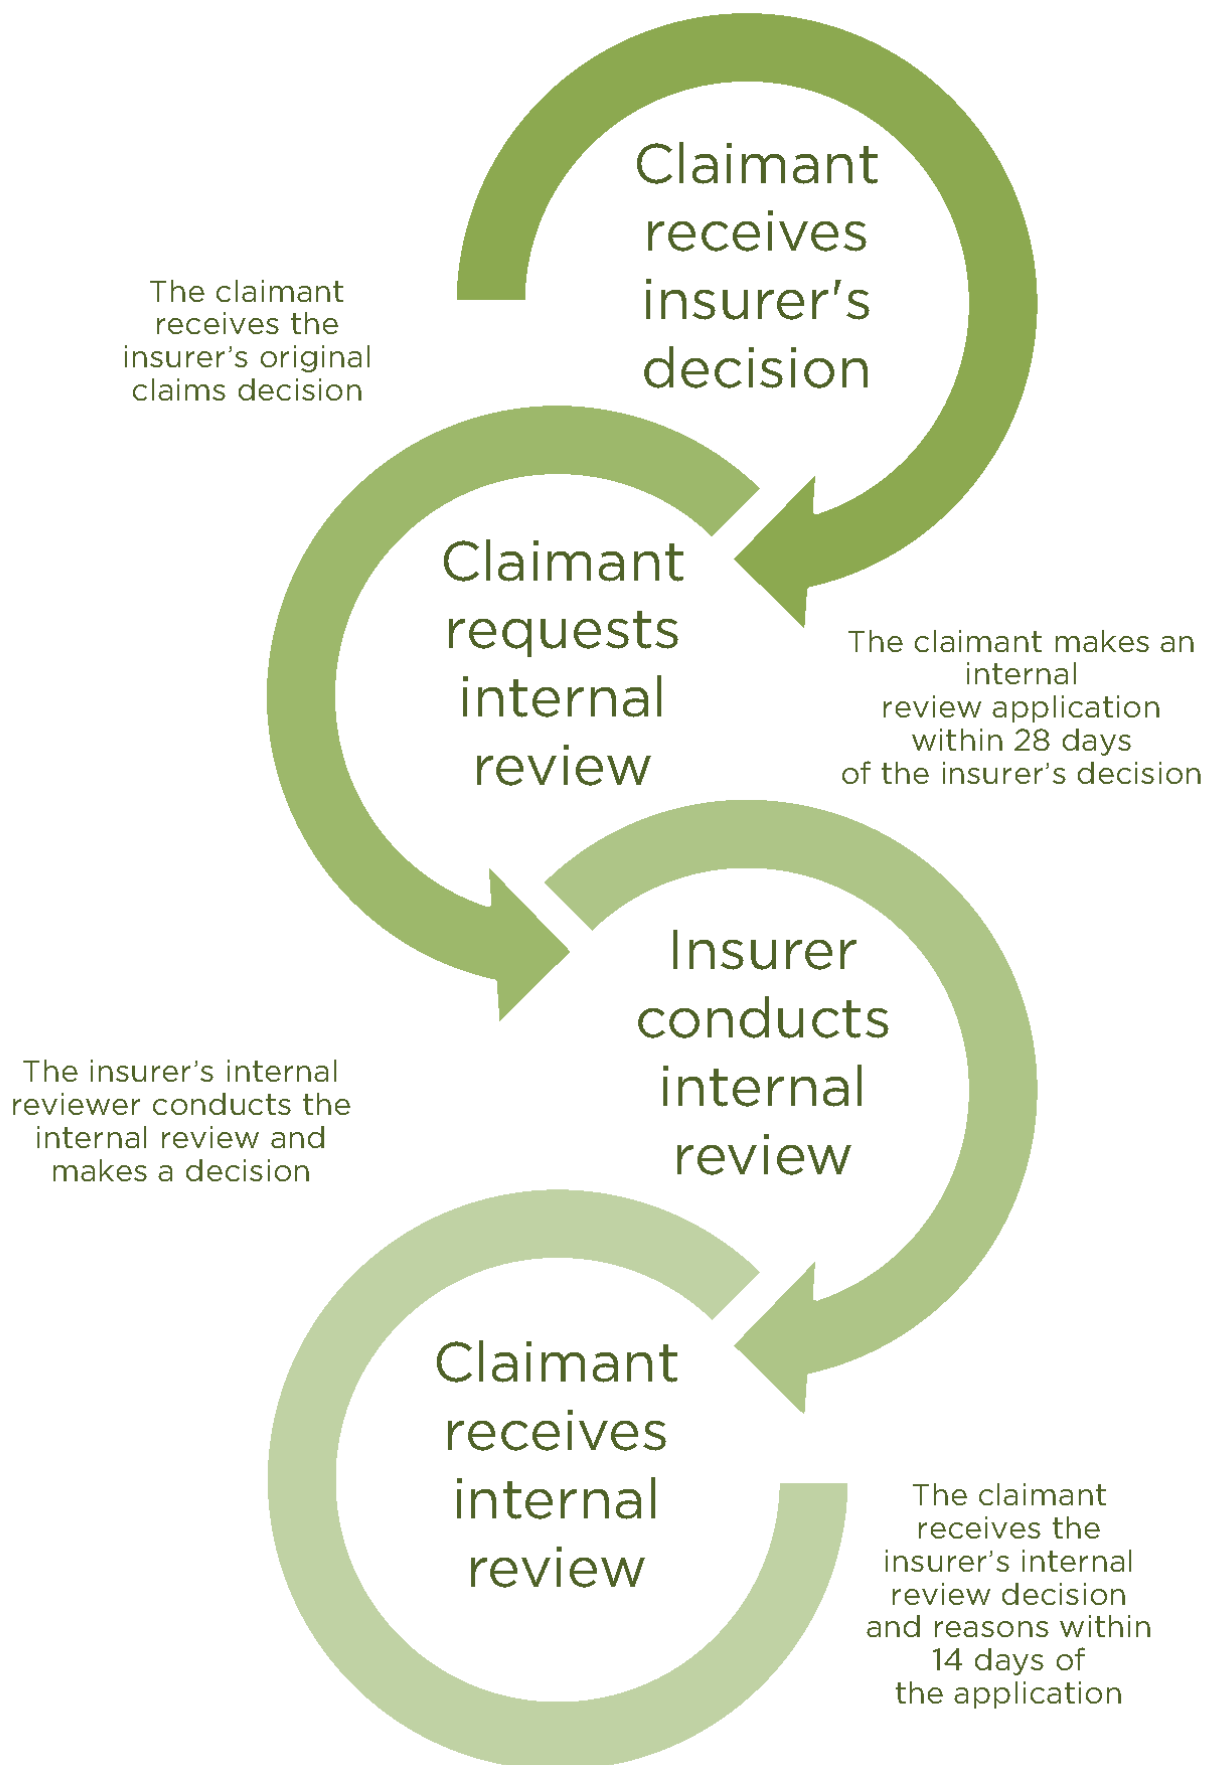 Claimant
receives
insurer's
decision
The claimant
receives the
insurer’s original
claims decision
Claimant
requests
internal
review
The claimant makes an
internal
review application
within 28 days
of the insurer’s decision
Insurer
conducts
internal
review
The insurer’s internal
reviewer conducts the
internal review and
makes a decision
Claimant
receives
internal
review
The claimant
receives the
insurer’s internal
review decision
and reasons within
14 days of
the application